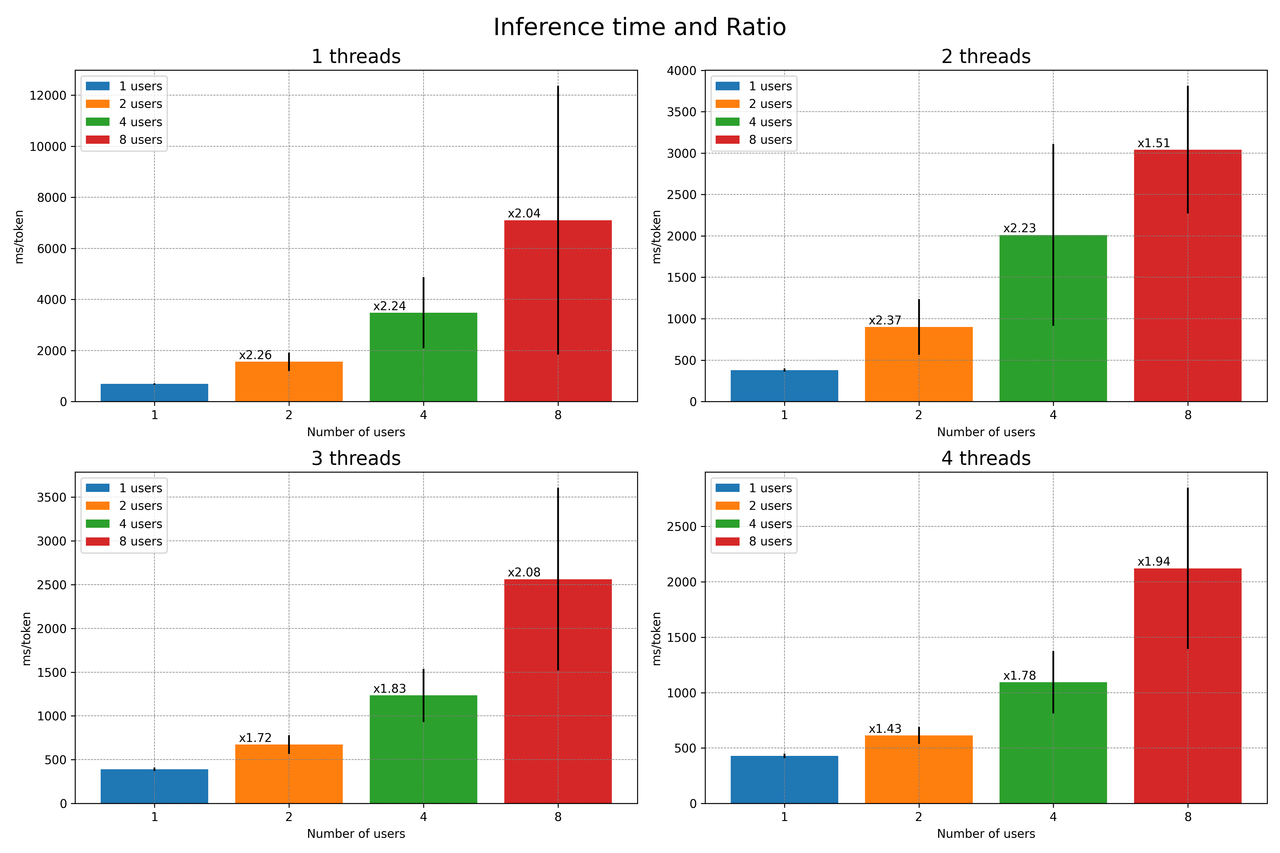 Inference time and Ratio
1 threads
1 users
2 users
4 users
8 users
12000
10000
8000
6000
4000
2000
0
ms/token
x2.26
x2.24
x2.04
1 2 4 8
Number of users
2 threads
1 users
2 users
4 users
8 users
4000
3500
3000
2500
2000
1500
1000
500
0
ms/token
x2.37
x2.23
x1.51
1 2 4 8
Number of users
3 threads
1 users
2 users
4 users
8 users
3500
3000
2500
2000
1500
1000
500
0
ms/token
x1.72
x1.83
x2.08
1 2 4 8
Number of users
4 threads
1 users
2 users
4 users
8 users
2500
2000
1500
1000
500
0
ms/token
x1.43
x1.78
x1.94
1 2 4 8
Number of users